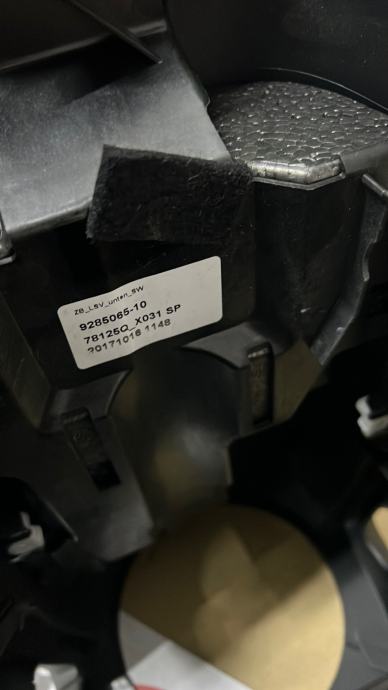 ZB_LSV_unten_SW
9285065-10
78125Q_X031 SP
20171016 1148